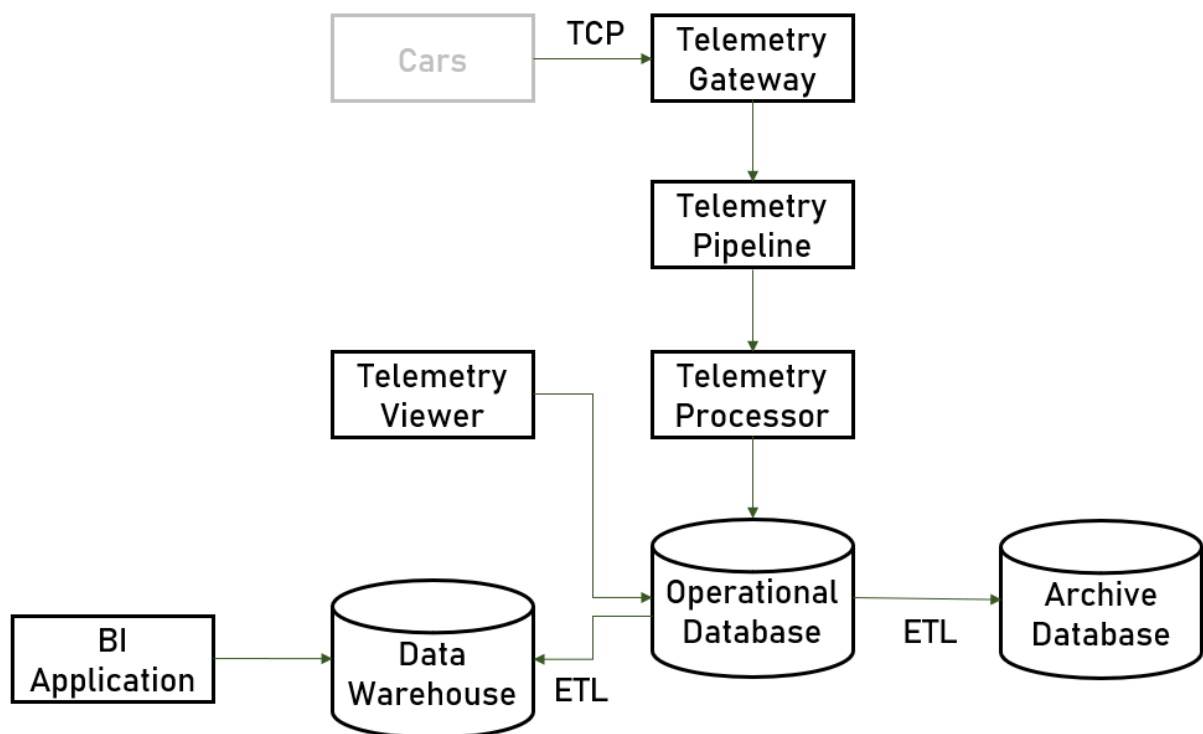 Cars
TCP
Telemetry
Gateway
Telemetry
Pipeline
Telemetry
Viewer
Telemetry
Processor
Operational
Database
ETL
Archive
Database
BI
Application
Data
Warehouse
ETL